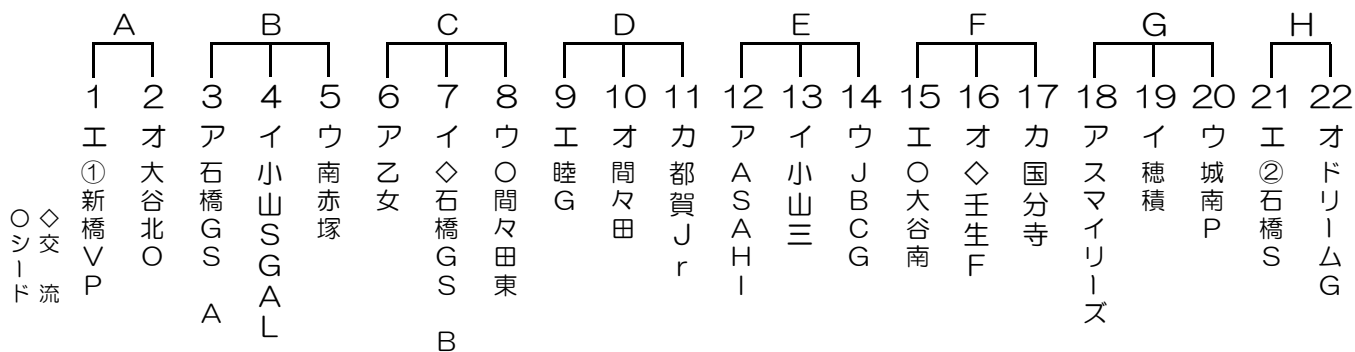 A B C D E F G H
1 2 3 4 5 6 7 8 9 10 11 12 13 14 15 16 17 18 19 20 21 22
エ オ ア イ ウ ア イ ウ エ オ カ ア イ ウ エ オ カ ア イ ウ エ オ
①新橋VP
大谷北O
石橋GS A
小山SGAL
南赤塚
乙女
◇石橋GS B
○間々田東
睦G
間々田
都賀Jr
ASAHI
小山三
JBCG
○大谷南
◇壬生F
国分寺
スマイリーズ
穂積
城南P
②石橋S
ドリームG
◇交 流
○シード